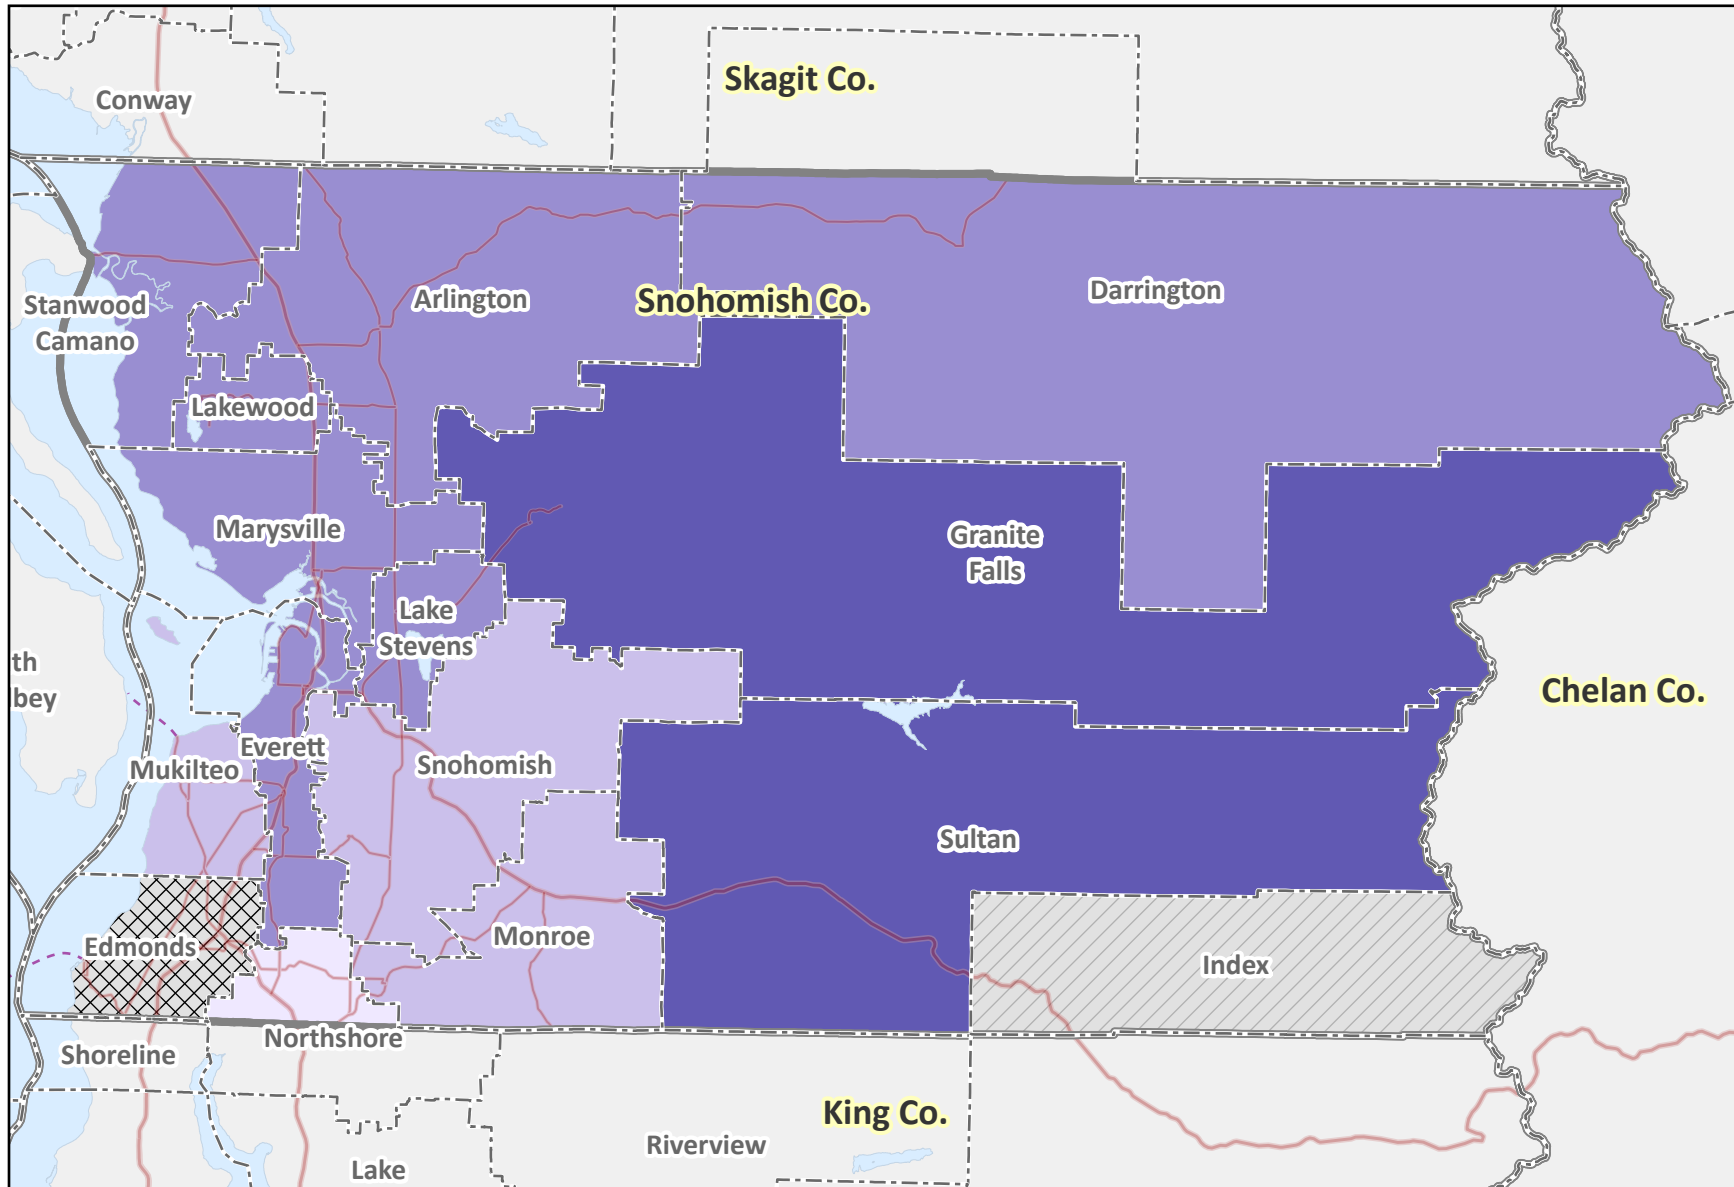 Skagit Co.
Conway
Darrington
Arlington
Snohomish Co.
Stanwood
Camano
Lakewood
Marysville
Granite
Falls
Lake
Stevens
th
lbey
Chelan Co.
Everett
Mukilteo
Snohomish
Sultan
Monroe
Edmonds
Index
Northshore
Shoreline
King Co.
Riverview
Lake